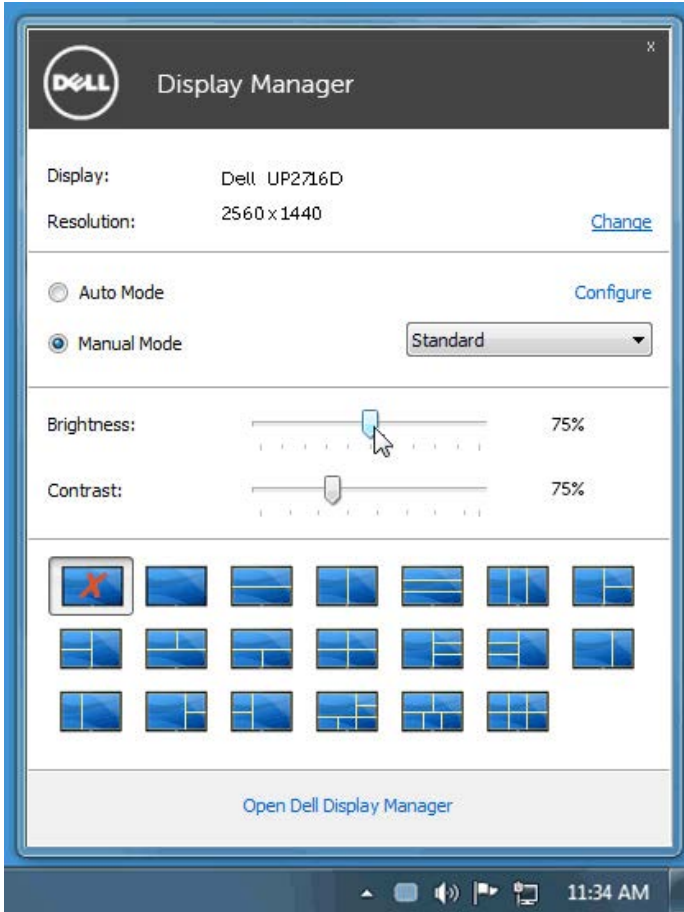 x
DELL Display Manager
Display: Dell UP2716D
Resolution: 2560 x 1440 Change
Auto Mode Configure
Manual Mode Standard
Brightness: 75%
Contrast: 75%
Open Dell Display Manager
11:34 AM